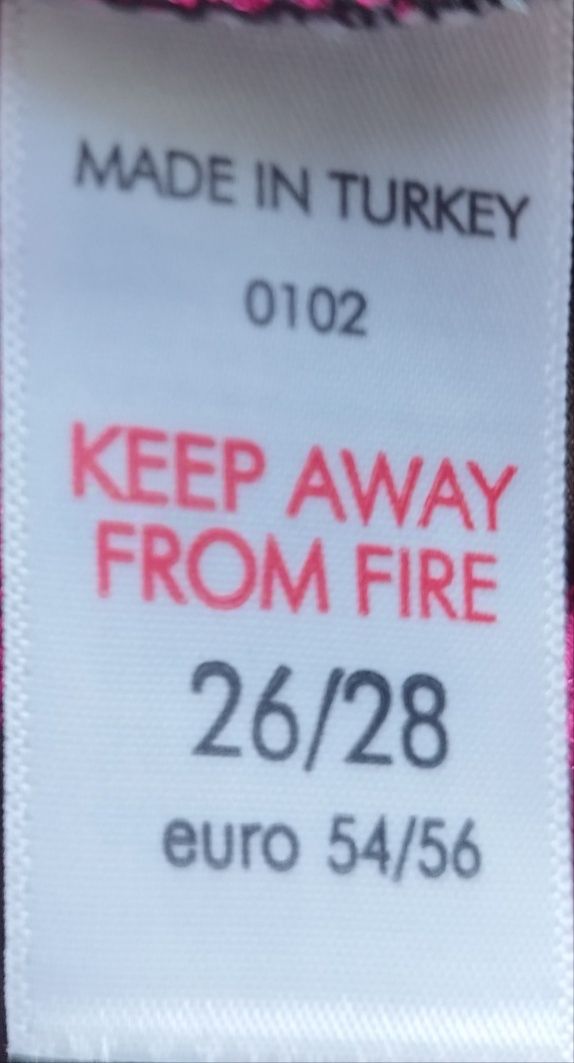 MADE IN TURKEY
0102
KEEP AWAY
FROM FIRE
26/28
euro 54/56